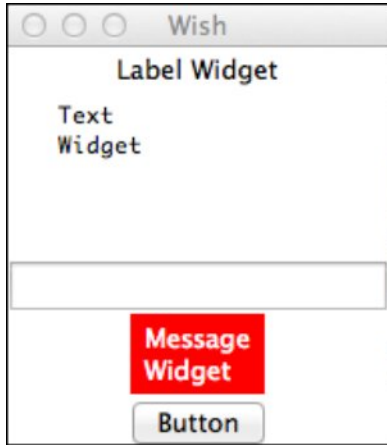 Wish
Label Widget
Text
Widget
Message
Widget
Button